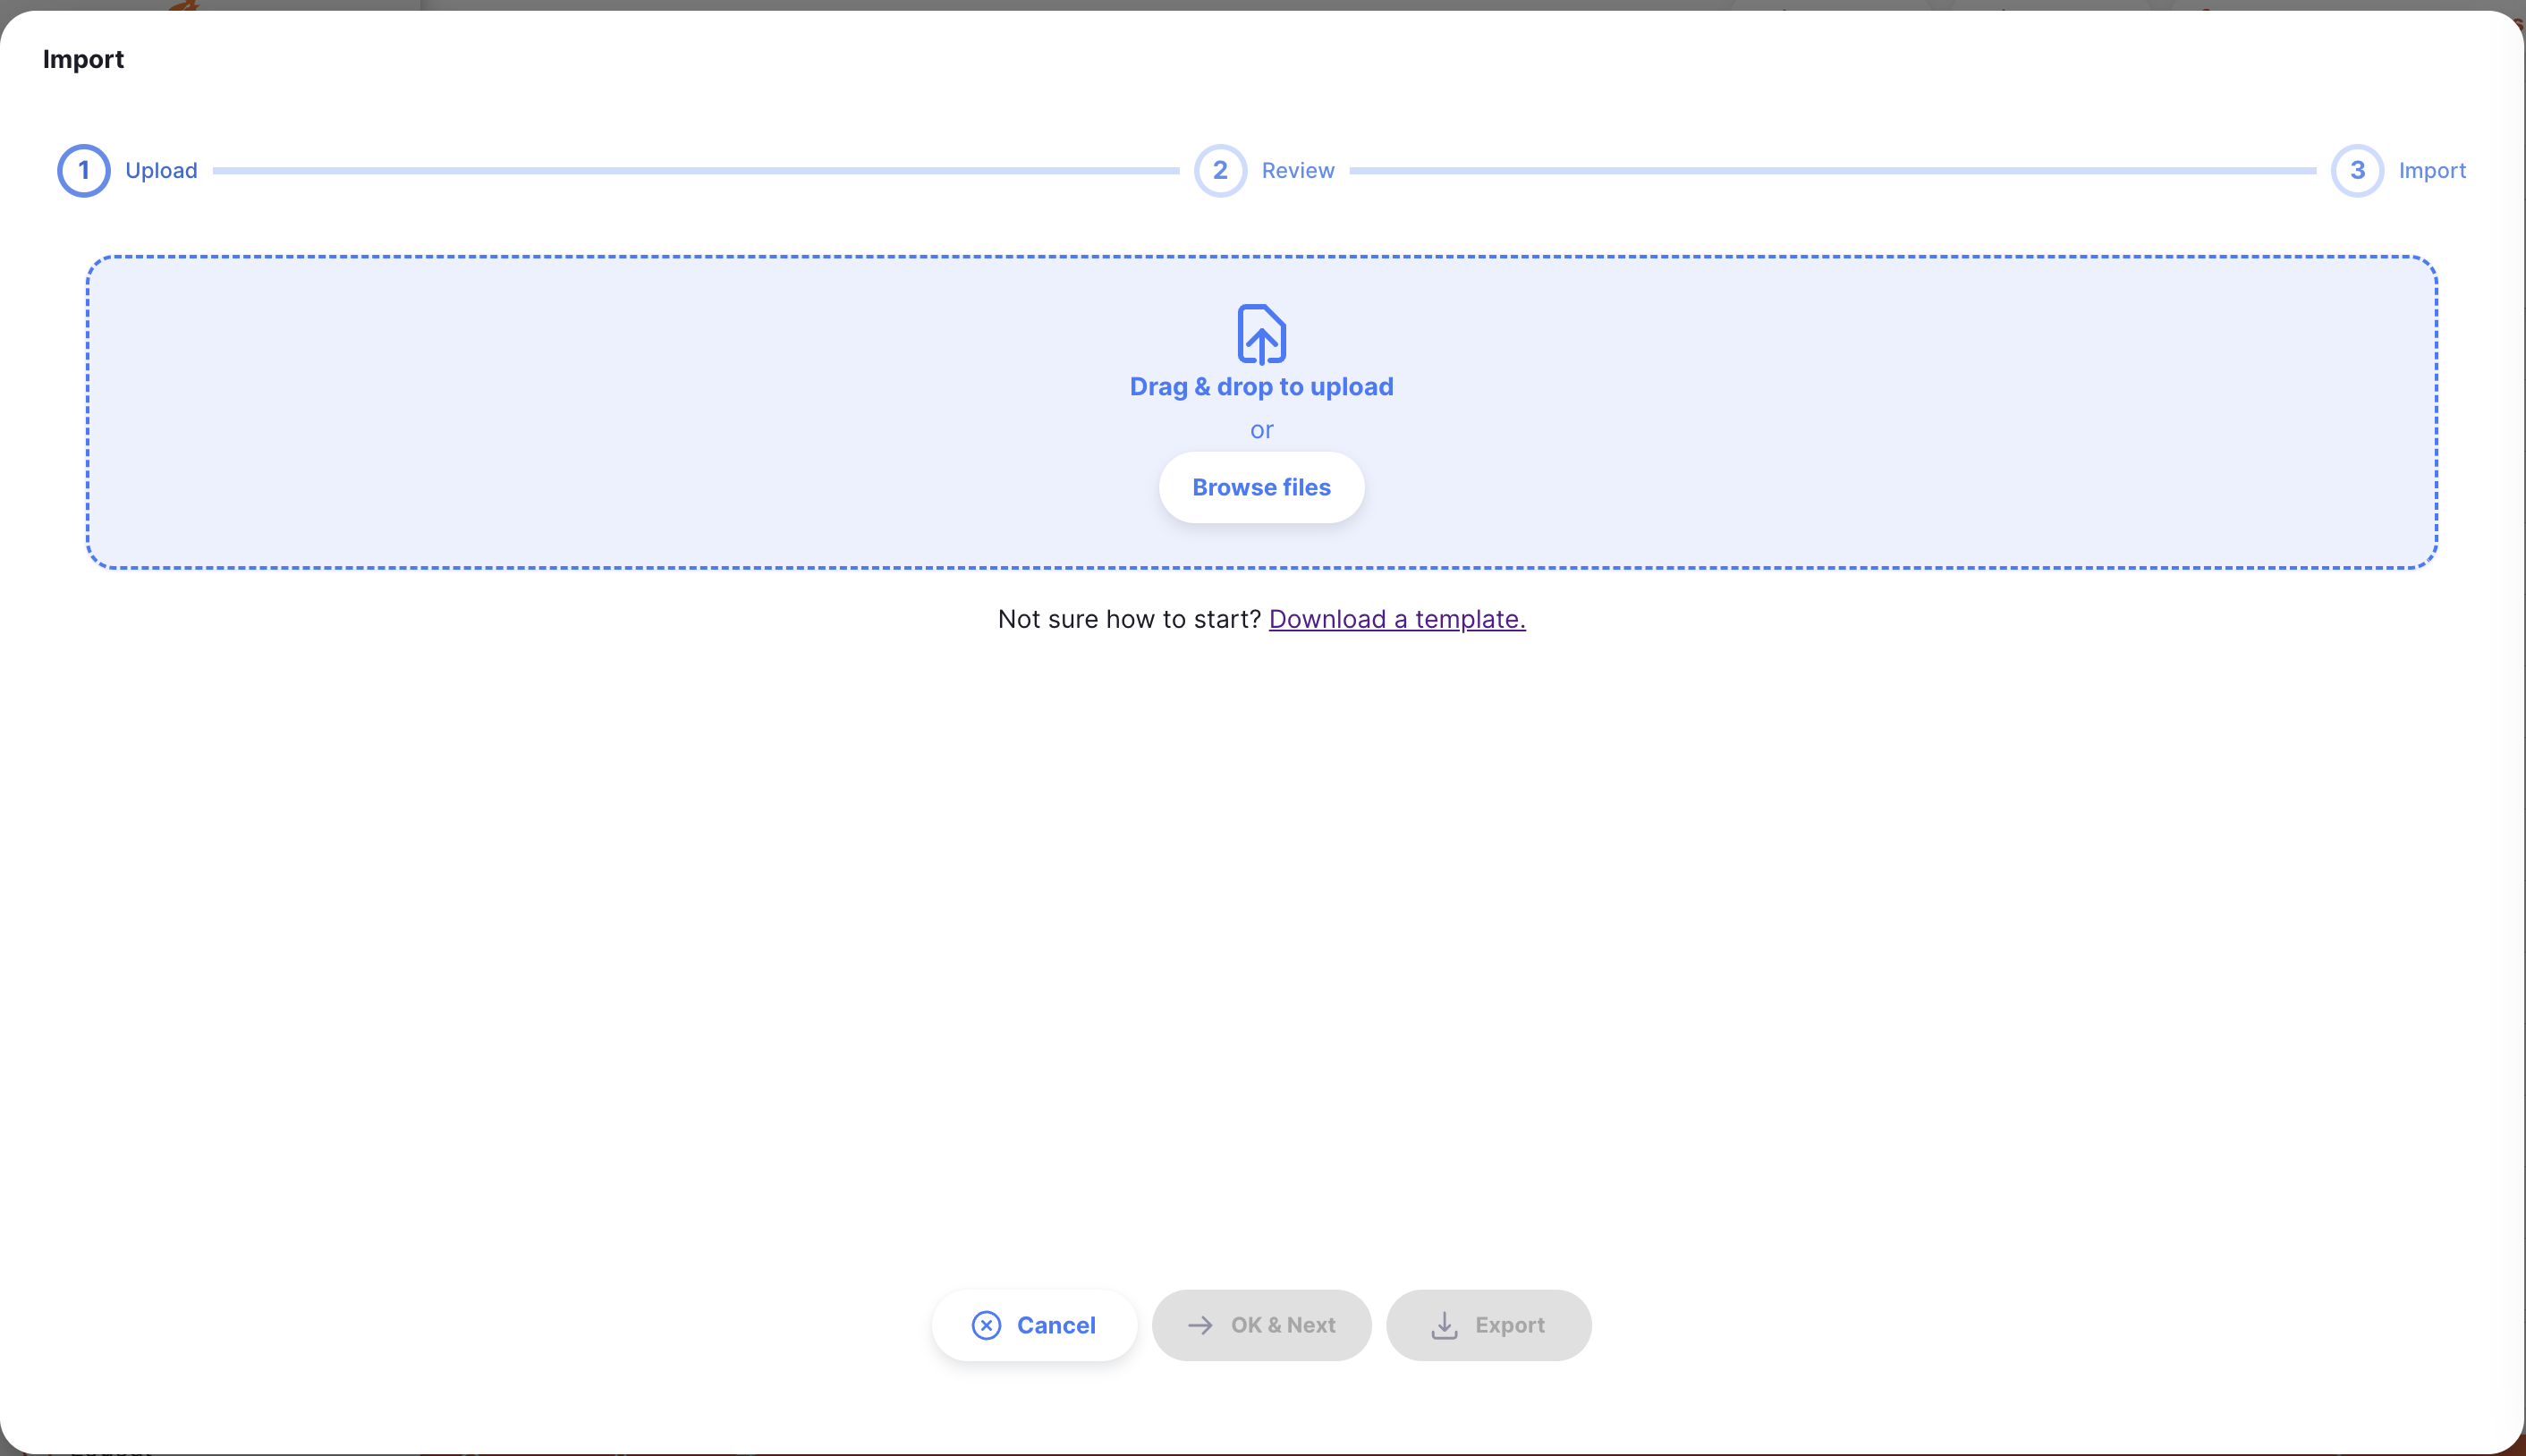 Import
1 Upload
2 Review
3 Import
Drag & drop to upload
or
Browse files
Not sure how to start? Download a template.
Cancel
OK & Next
Export